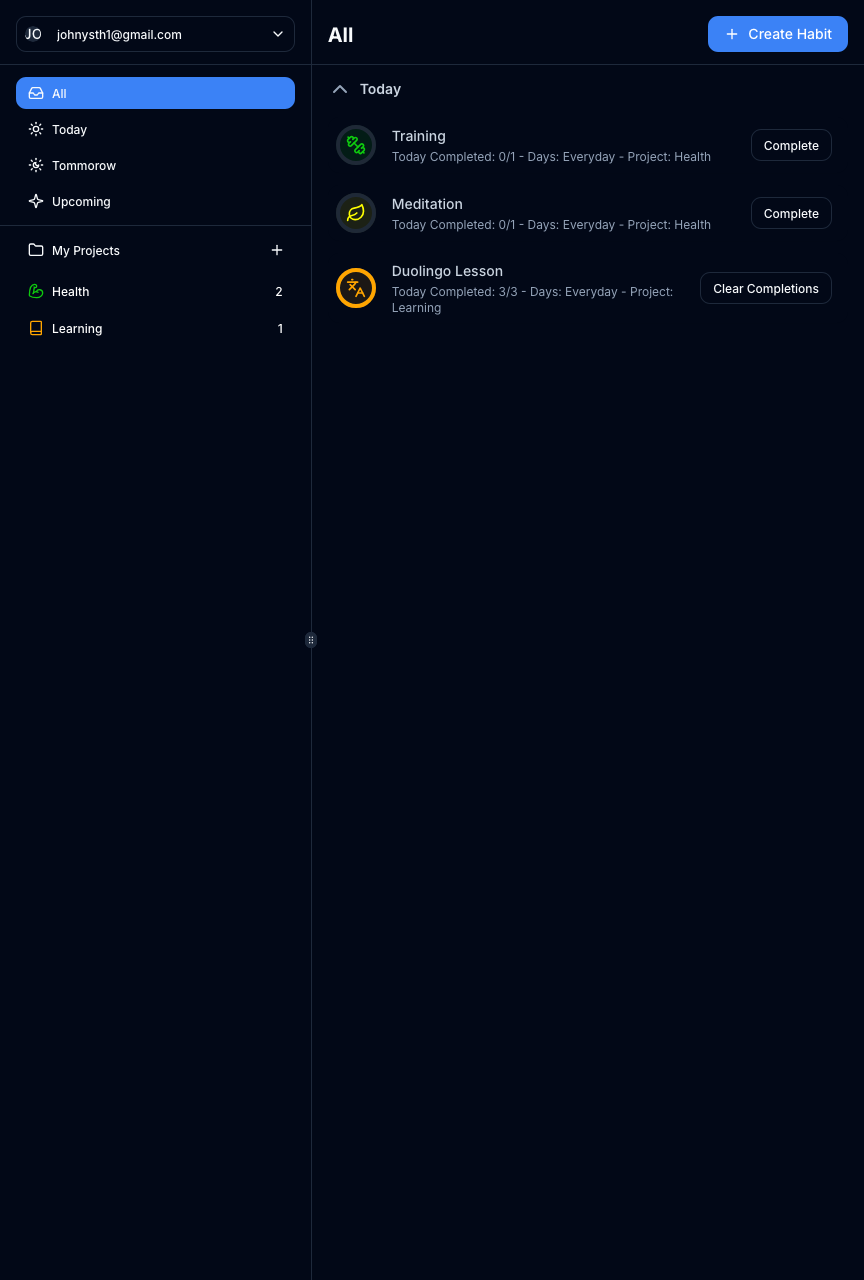 JO
johnysth1@gmail.com
All
Today
Tommorow
Upcoming
My Projects
Health 2
Learning 1
All
Create Habit
Today
Training
Today Completed: 0/1 - Days: Everyday - Project: Health
Complete
Meditation
Today Completed: 0/1 - Days: Everyday - Project: Health
Complete
Duolingo Lesson
Today Completed: 3/3 - Days: Everyday - Project:
Learning
Clear Completions